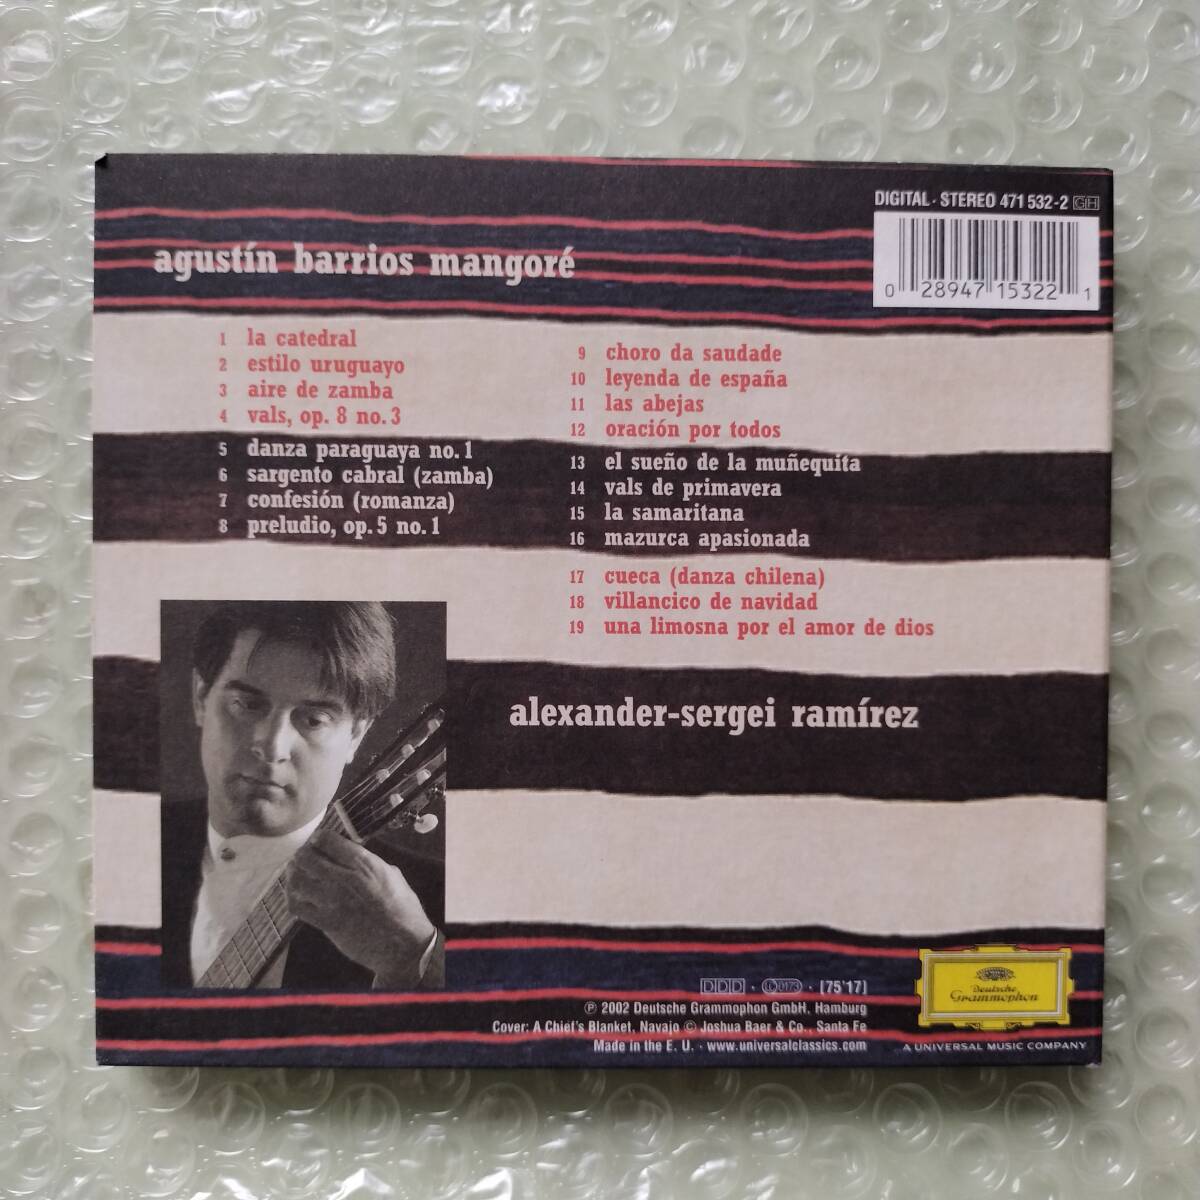 DIGITAL · STEREO 471 532-2 GH
0 28947 15322 1
agustín barrios mangoré
1 la catedral
2 estilo uruguayo
3 aire de zamba
4 vals, op. 8 no. 3
5 danza paraguaya no. 1
6 sargento cabral (zamba)
7 confesión (romanza)
8 preludio, op. 5 no. 1
9 choro da saudade
10 leyenda de españa
11 las abejas
12 oración por todos
13 el sueño de la muñequita
14 vals de primavera
15 la samaritana
16 mazurca apasionada
17 cueca (danza chilena)
18 villancico de navidad
19 una limosna por el amor de dios
alexander-sergei ramírez
DDD · LC 0173 · [75'17]
℗ 2002 Deutsche Grammophon GmbH, Hamburg
Cover: A Chief's Blanket, Navajo © Joshua Baer & Co., Santa Fe
Made in the E. U. · www.universalclassics.com
Deutsche
Grammophon
A UNIVERSAL MUSIC COMPANY